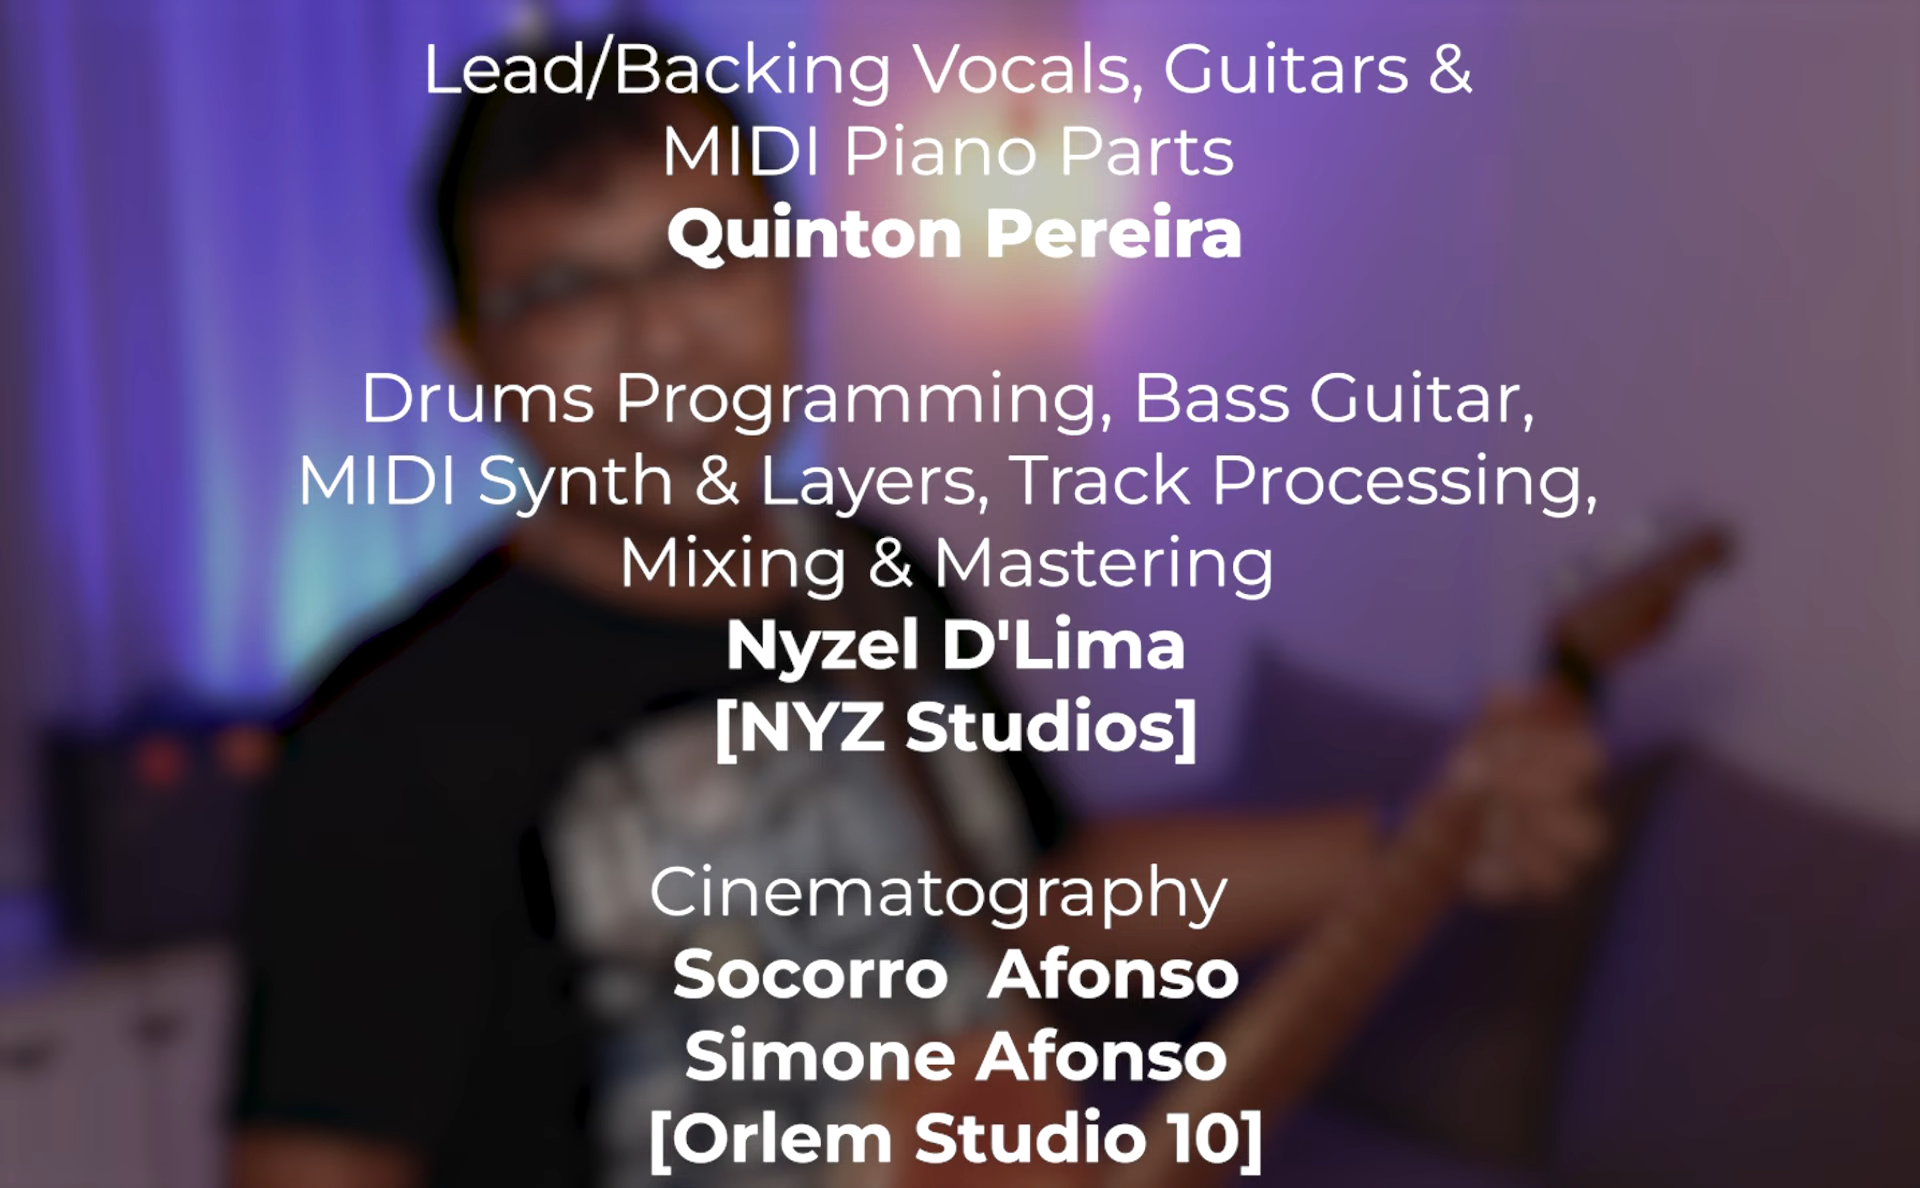 Lead/Backing Vocals, Guitars &
MIDI Piano Parts
Quinton Pereira
Drums Programming, Bass Guitar,
MIDI Synth & Layers, Track Processing,
Mixing & Mastering
Nyzel D'Lima
[NYZ Studios]
Cinematography
Socorro  Afonso
Simone Afonso
[Orlem Studio 10]